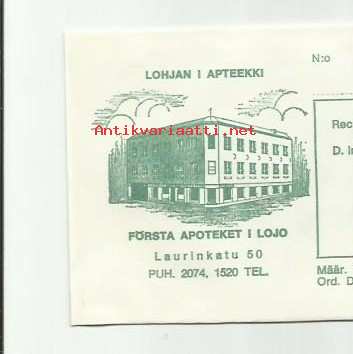 N:o
LOHJAN I APTEEKKI
Antikvariaatti.net
Rec
D. I
FÖRSTA APOTEKET I LOJO
Laurinkatu 50
PUH. 2074, 1520 TEL.
Määr.
Ord. D